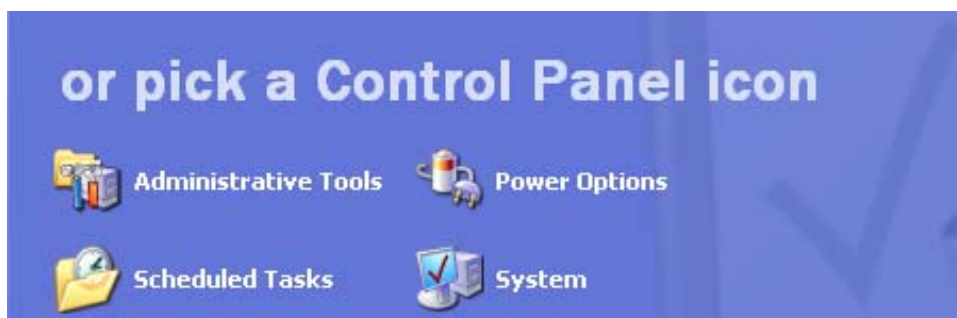 or pick a Control Panel icon
Administrative Tools
Power Options
Scheduled Tasks
System